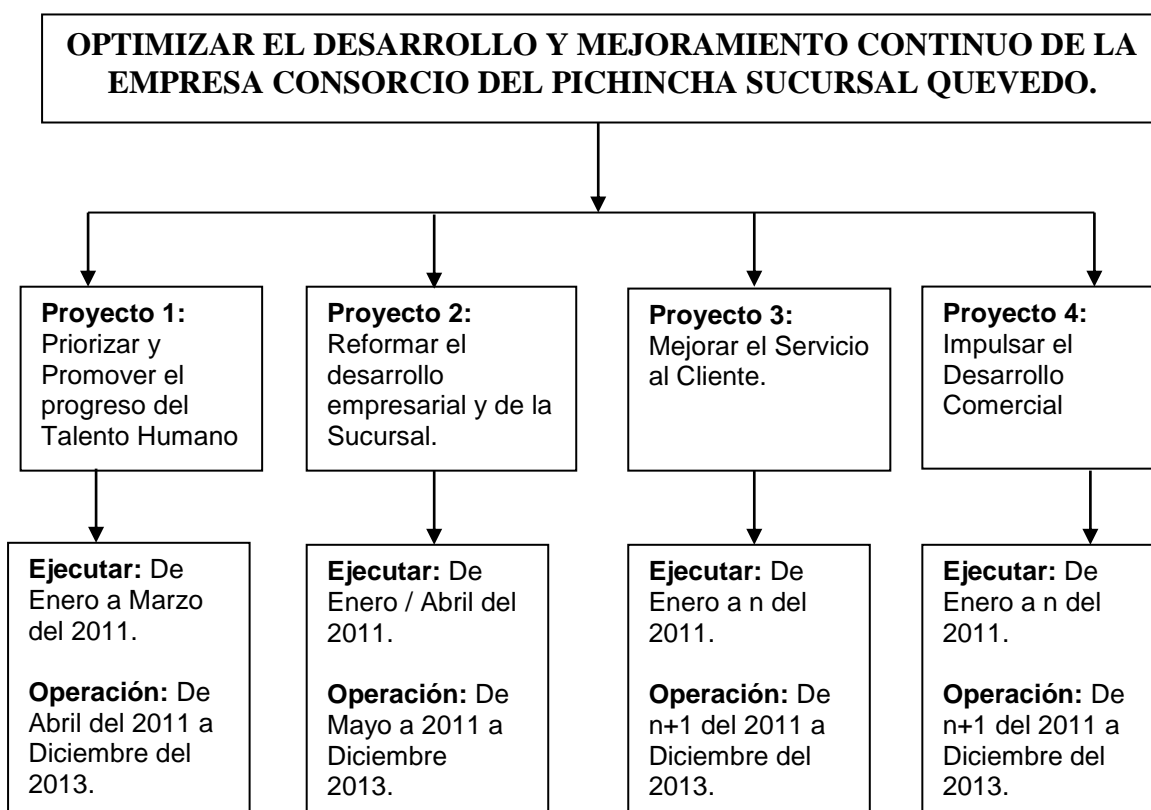 OPTIMIZAR EL DESARROLLO Y MEJORAMIENTO CONTINUO DE LA
EMPRESA CONSORCIO DEL PICHINCHA SUCURSAL QUEVEDO.
Proyecto 1:
Priorizar y
Promover el
progreso del
Talento Humano
Proyecto 2:
Reformar el
desarrollo
empresarial y de la
Sucursal.
Proyecto 3:
Mejorar el Servicio
al Cliente.
Proyecto 4:
Impulsar el
Desarrollo
Comercial
Ejecutar: De
Enero a Marzo
del 2011.
Operación: De
Abril del 2011 a
Diciembre del
2013.
Ejecutar: De
Enero / Abril del
2011.
Operación: De
Mayo a 2011 a
Diciembre
2013.
Ejecutar: De
Enero a n del
2011.
Operación: De
n+1 del 2011 a
Diciembre del
2013.
Ejecutar: De
Enero a n del
2011.
Operación: De
n+1 del 2011 a
Diciembre del
2013.